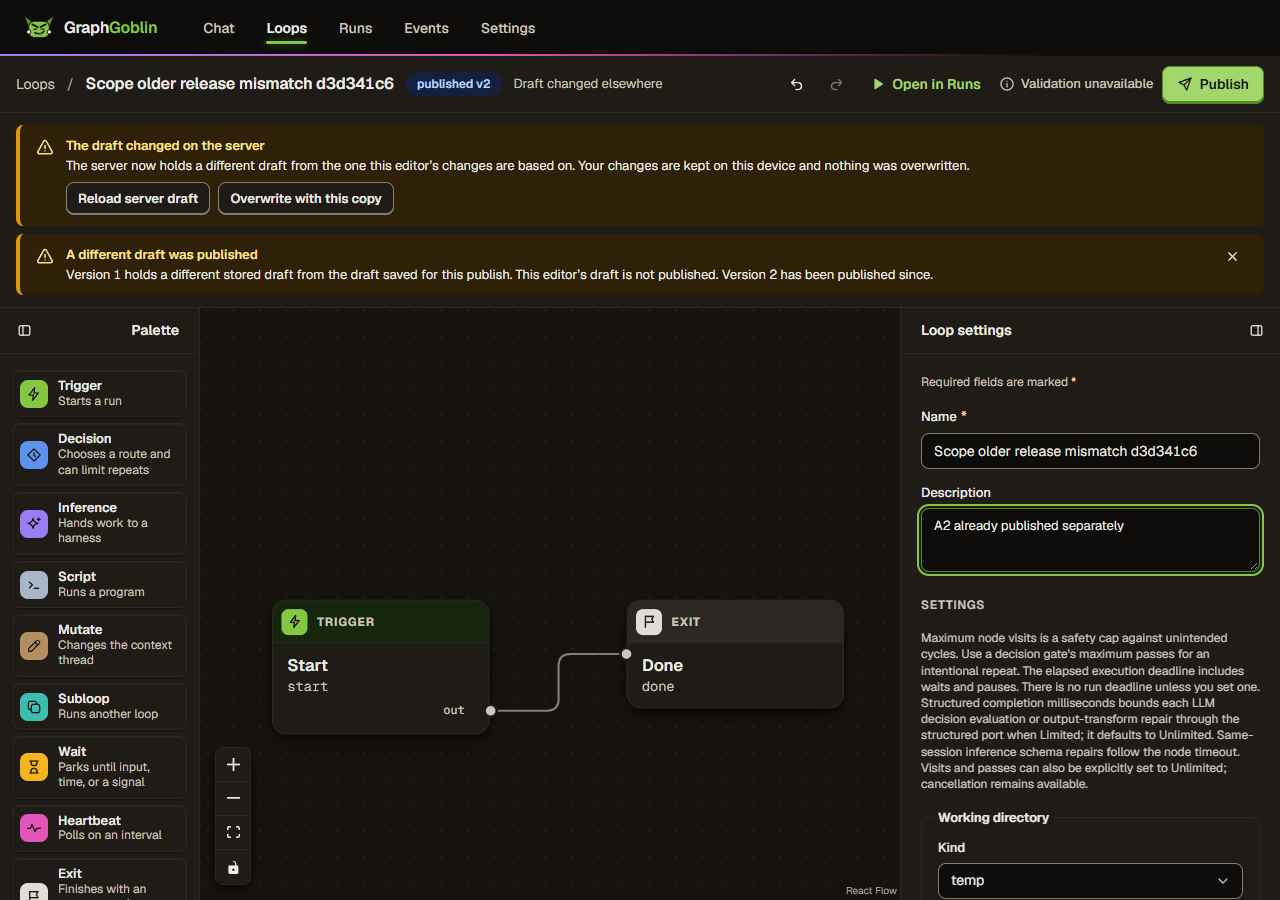 GraphGoblin
Chat
Loops
Runs
Events
Settings
Loops / Scope older release mismatch d3d341c6
published v2
Draft changed elsewhere
Open in Runs
Validation unavailable
Publish
The draft changed on the server
The server now holds a different draft from the one this editor's changes are based on. Your changes are kept on this device and nothing was overwritten.
Reload server draft
Overwrite with this copy
A different draft was published
Version 1 holds a different stored draft from the draft saved for this publish. This editor's draft is not published. Version 2 has been published since.
Palette
Trigger
Starts a run
Decision
Chooses a route and
can limit repeats
Inference
Hands work to a
harness
Script
Runs a program
Mutate
Changes the context
thread
Subloop
Runs another loop
Wait
Parks until input,
time, or a signal
Heartbeat
Polls on an interval
Exit
Finishes with an
TRIGGER
Start
start
out
EXIT
Done
done
React Flow
Loop settings
Required fields are marked *
Name *
Scope older release mismatch d3d341c6
Description
A2 already published separately
SETTINGS
Maximum node visits is a safety cap against unintended
cycles. Use a decision gate's maximum passes for an
intentional repeat. The elapsed execution deadline includes
waits and pauses. There is no run deadline unless you set one.
Structured completion milliseconds bounds each LLM
decision evaluation or output-transform repair through the
structured port when Limited; it defaults to Unlimited. Same-
session inference schema repairs follow the node timeout.
Visits and passes can also be explicitly set to Unlimited;
cancellation remains available.
Working directory
Kind
temp